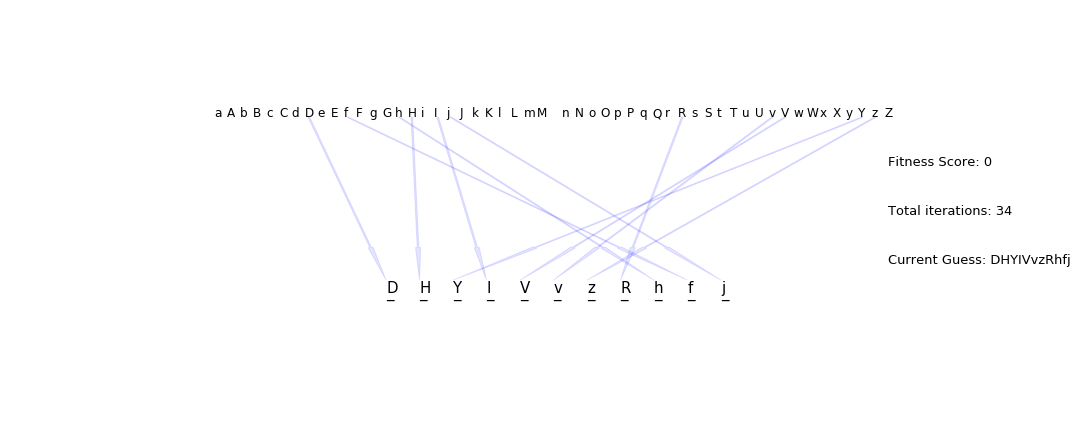 a A b B c C d D e E f F g G h H i I j J k K l L m M n N o O p P q Q r R s S t T u U v V w W x X y Y z Z
Fitness Score: 0
Total iterations: 34
Current Guess: DHYIVvzRhfj
D H Y I V v z R h f j